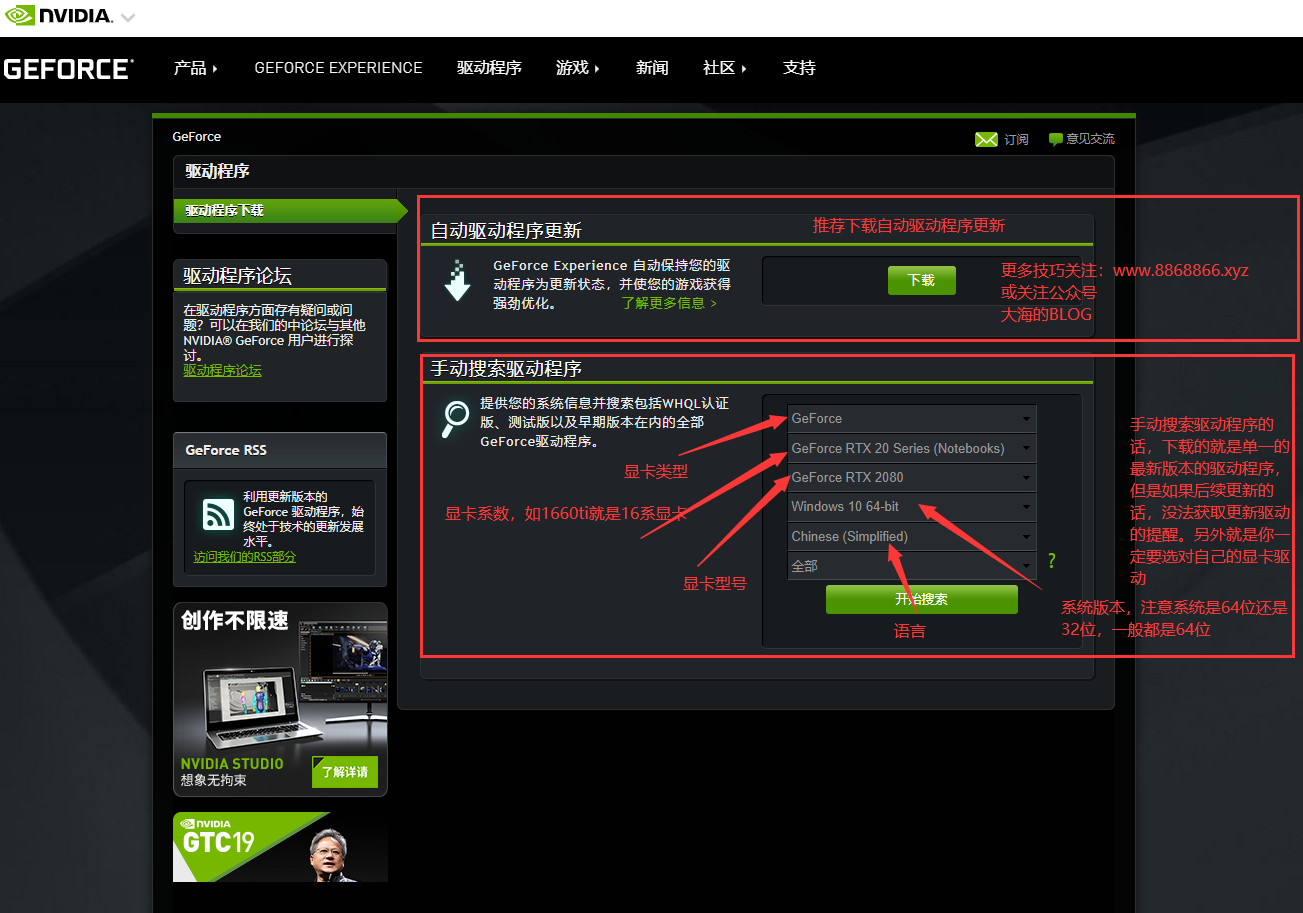 NVIDIA.
GEFORCE
产品
GEFORCE EXPERIENCE
驱动程序
游戏
新闻
社区
支持
GeForce
订阅
意见交流
驱动程序
驱动程序下载
驱动程序论坛
在驱动程序方面存有疑问或问
题？可以在我们的中论坛与其他
NVIDIA® GeForce 用户进行探
讨。
驱动程序论坛
GeForce RSS
利用更新版本的
GeForce 驱动程序，始
终处于技术的更新发展
水平。
访问我们的RSS部分
创作不限速
NVIDIA STUDIO
想象无拘束
了解详请
NVIDIA
GTC19
自动驱动程序更新
推荐下载自动驱动程序更新
GeForce Experience 自动保持您的驱
动程序为更新状态，并使您的游戏获得
强劲优化。
了解更多信息 >
下载
更多技巧关注：www.8868866.xyz
或关注公众号
大海的BLOG
手动搜索驱动程序
提供您的系统信息并搜索包括WHQL认证
版、测试版以及早期版本在内的全部
GeForce驱动程序。
GeForce
GeForce RTX 20 Series (Notebooks)
GeForce RTX 2080
Windows 10 64-bit
Chinese (Simplified)
全部
?
开始搜索
显卡类型
显卡系数，如1660ti就是16系显卡
显卡型号
语言
手动搜索驱动程序的
话，下载的就是单一的
最新版本的驱动程序，
但是如果后续更新的
话，没法获取更新驱动
的提醒。另外就是你一
定要选对自己的显卡驱
动
系统版本，注意系统是64位还是
32位，一般都是64位